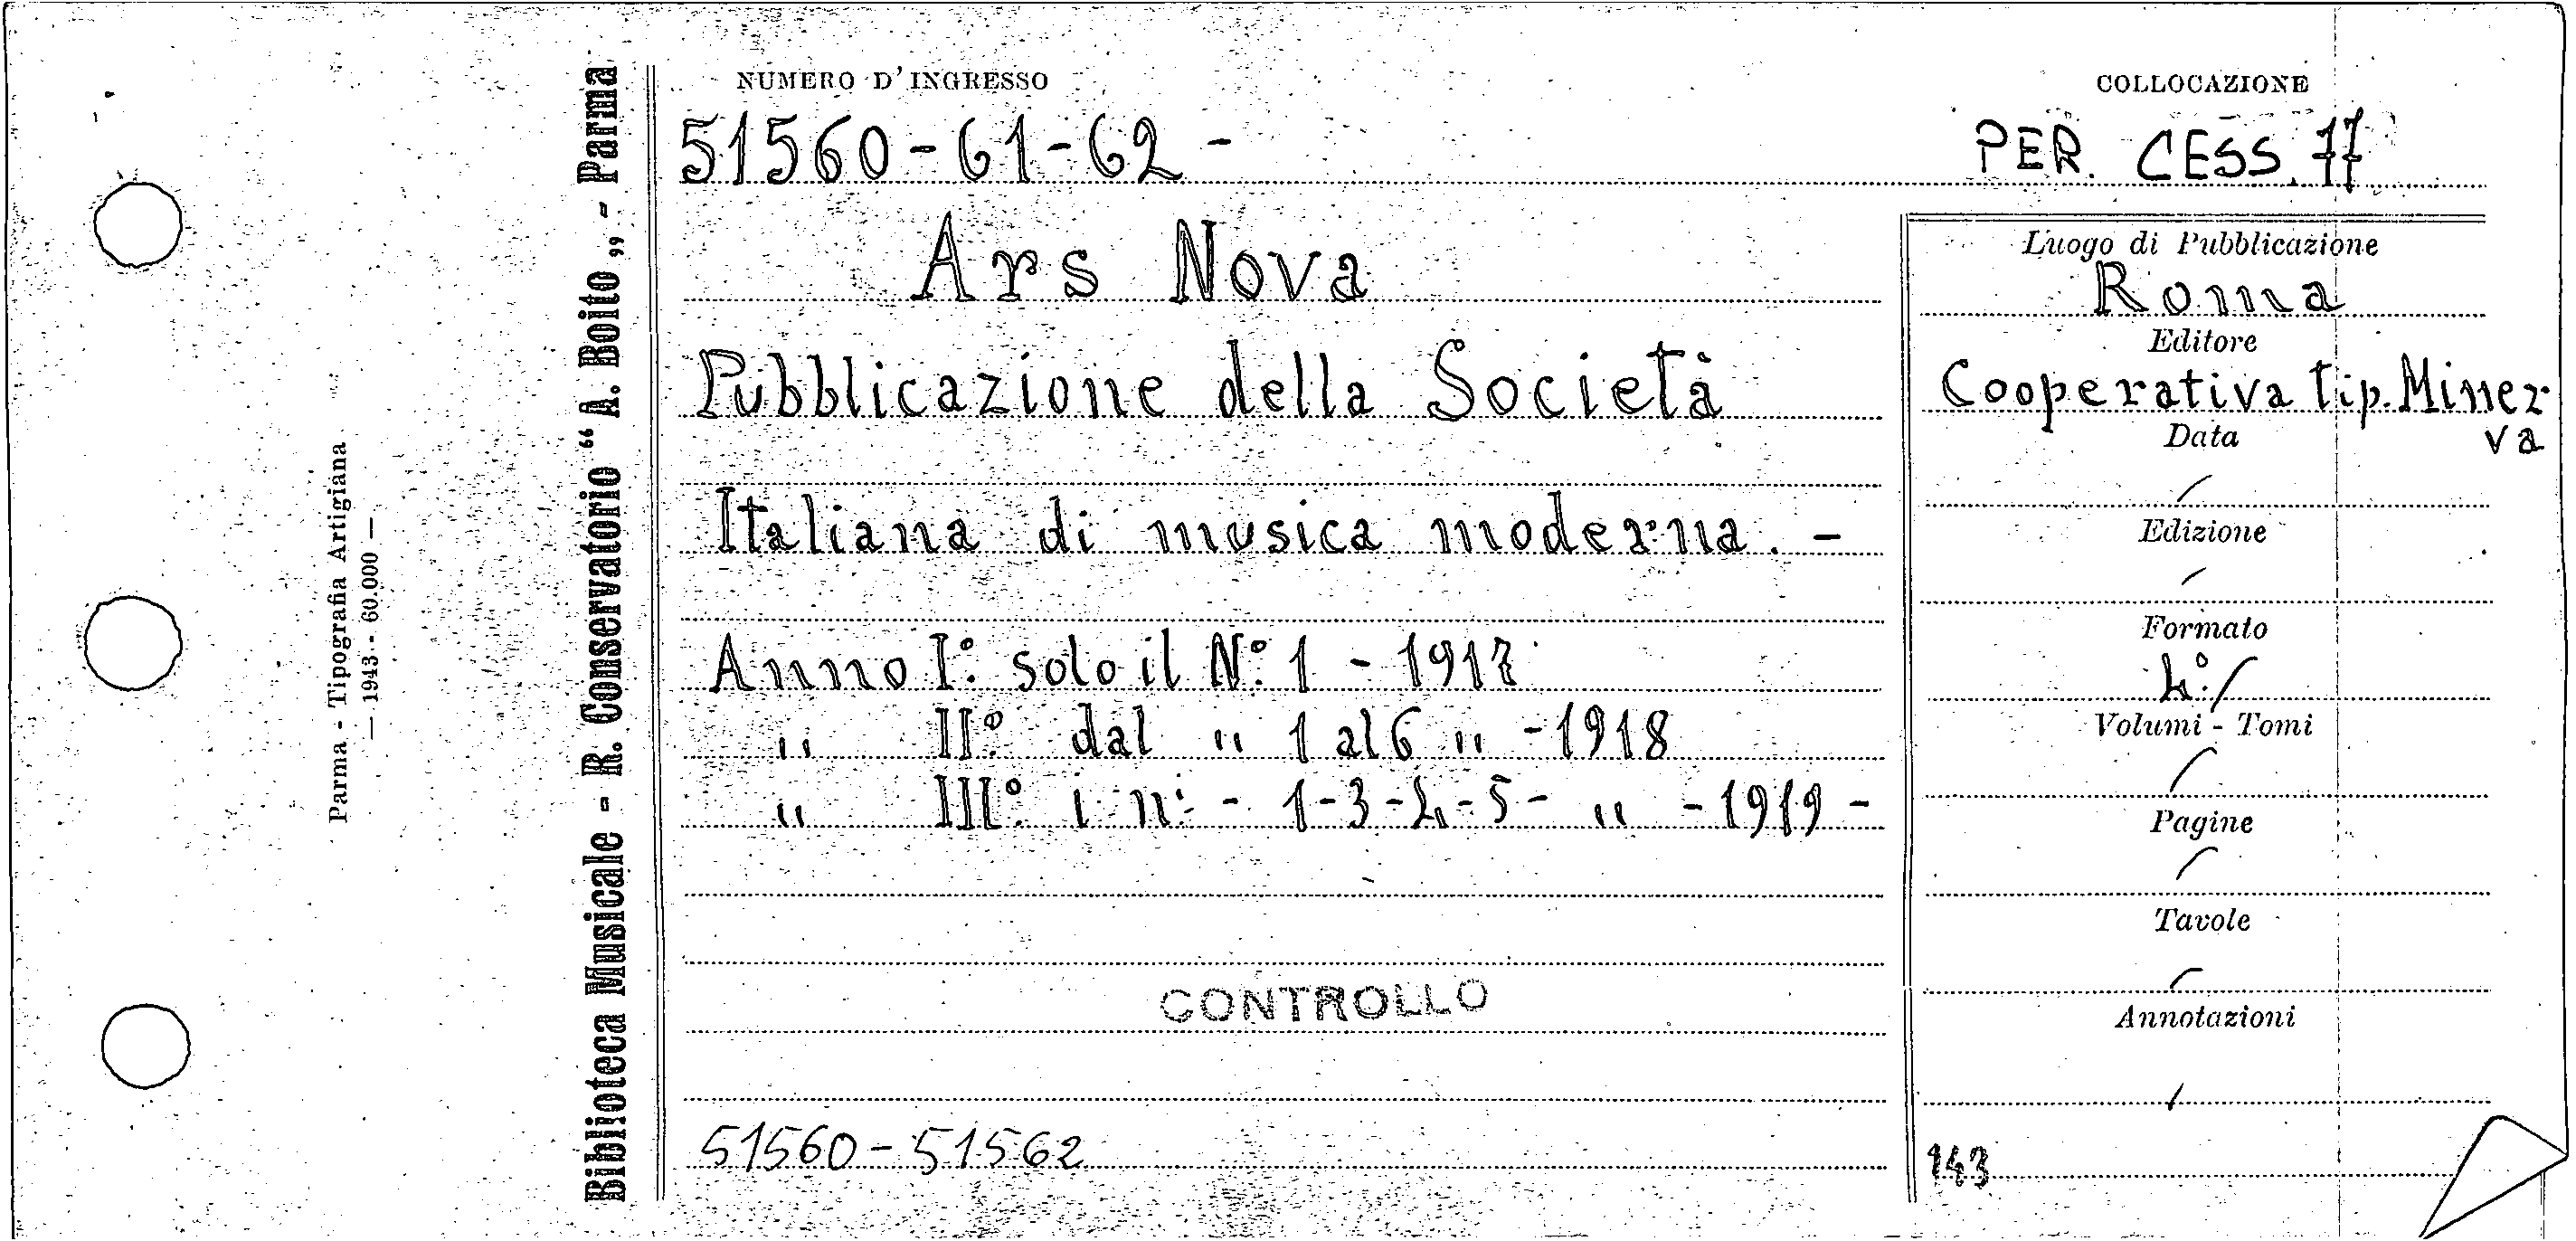 NUMERO D'INGRESSO
51560-61-62-
COLLOCAZIONE
PER. CESS. 77
Ars Nova
Pubblicazione della Società
Italiana di musica moderna. -
Anno I° solo il N° 1 - 1917
" II° dal " 1 al 6 " - 1918
" III° i n: - 1-3-4-5- " - 1919 -
CONTROLLO
51560-51562
Luogo di Pubblicazione
Roma
Editore
Cooperativa Tip. Miner
va
Data
Edizione
Formato
4°/
Volumi - Tomi
Pagine
Tavole
Annotazioni
143
Biblioteca Musicale - R. Conservatorio "A. Boito" - Parma
Parma - Tipografia Artigiana
— 1943 - 60.000 —